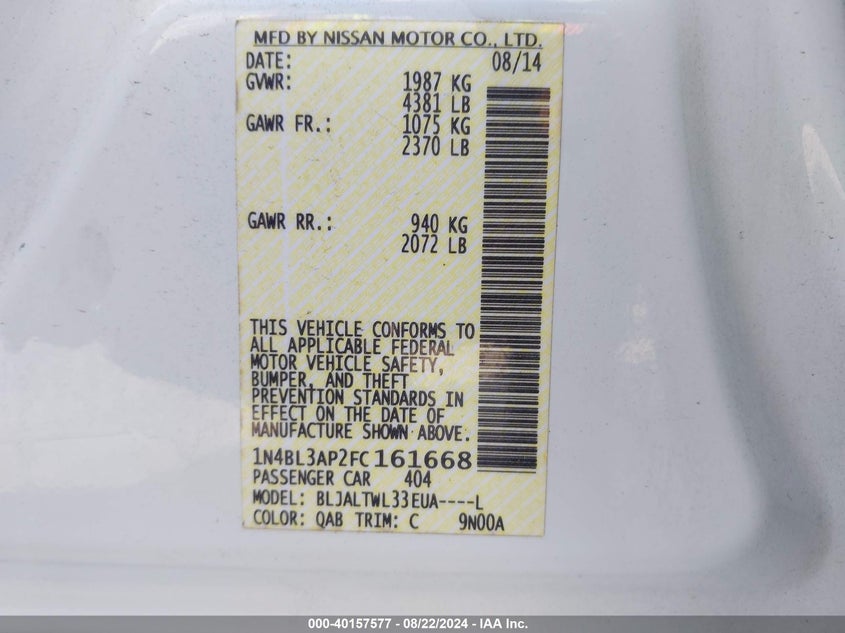 MFD BY NISSAN MOTOR CO., LTD.
DATE: 08/14
GVWR: 1987 KG
4381 LB
GAWR FR.: 1075 KG
2370 LB
GAWR RR.: 940 KG
2072 LB
THIS VEHICLE CONFORMS TO
ALL APPLICABLE FEDERAL
MOTOR VEHICLE SAFETY,
BUMPER, AND THEFT
PREVENTION STANDARDS IN
EFFECT ON THE DATE OF
MANUFACTURE SHOWN ABOVE.
1N4BL3AP2FC161668
PASSENGER CAR 404
MODEL: BLJALTWL33EUA----L
COLOR: QAB TRIM: C 9N00A
000-40157577 - 08/22/2024 - IAA Inc.